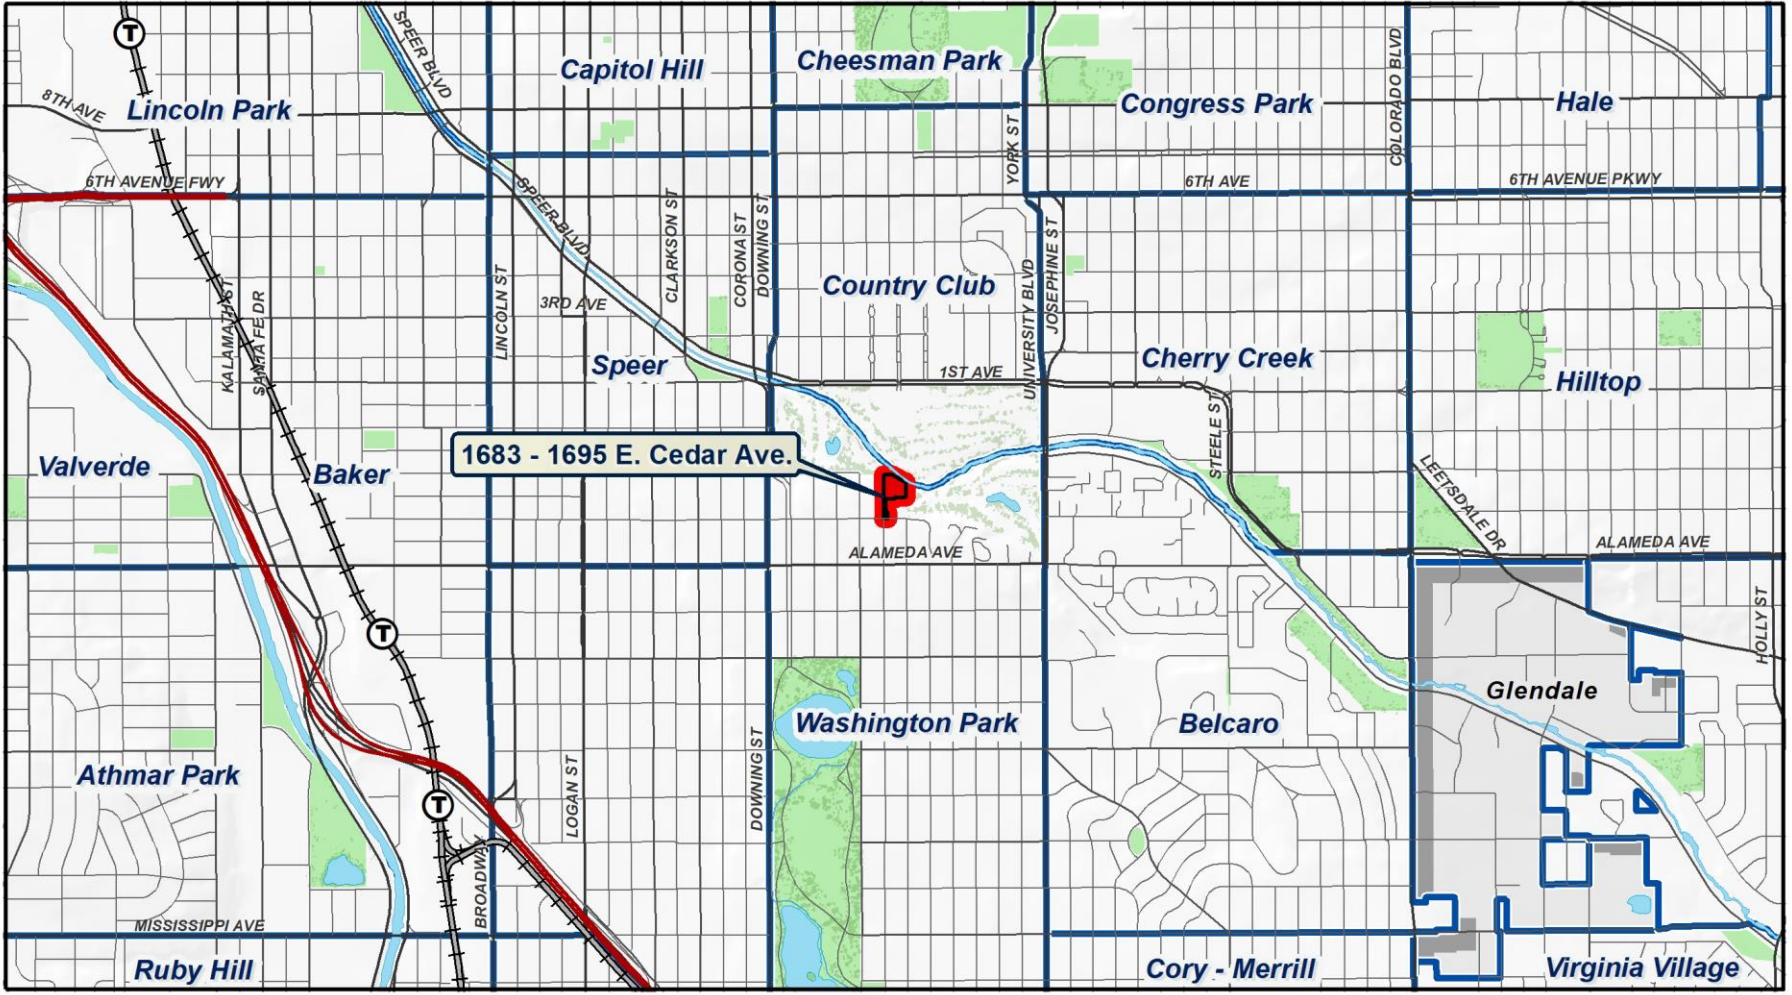 T
SPEER BLVD
Capitol Hill
Cheesman Park
COLORADO BLVD
8TH AVE
Lincoln Park
Congress Park
Hale
YORK ST
6TH AVENUE FWY
6TH AVE
6TH AVENUE PKWY
SPEER BLVD
CLARKSON ST
CORONA ST
DOWNING ST
JOSEPHINE ST
UNIVERSITY BLVD
Country Club
LINCOLN ST
3RD AVE
KALAMATH ST
SANTA FE DR
Speer
1ST AVE
Cherry Creek
Hilltop
STEELE ST
1683 - 1695 E. Cedar Ave.
Valverde
Baker
LEETSDALE DR
ALAMEDA AVE
ALAMEDA AVE
HOLLY ST
T
Glendale
Washington Park
Belcaro
Athmar Park
LOGAN ST
DOWNING ST
T
BROADWAY
MISSISSIPPI AVE
Ruby Hill
Cory - Merrill
Virginia Village